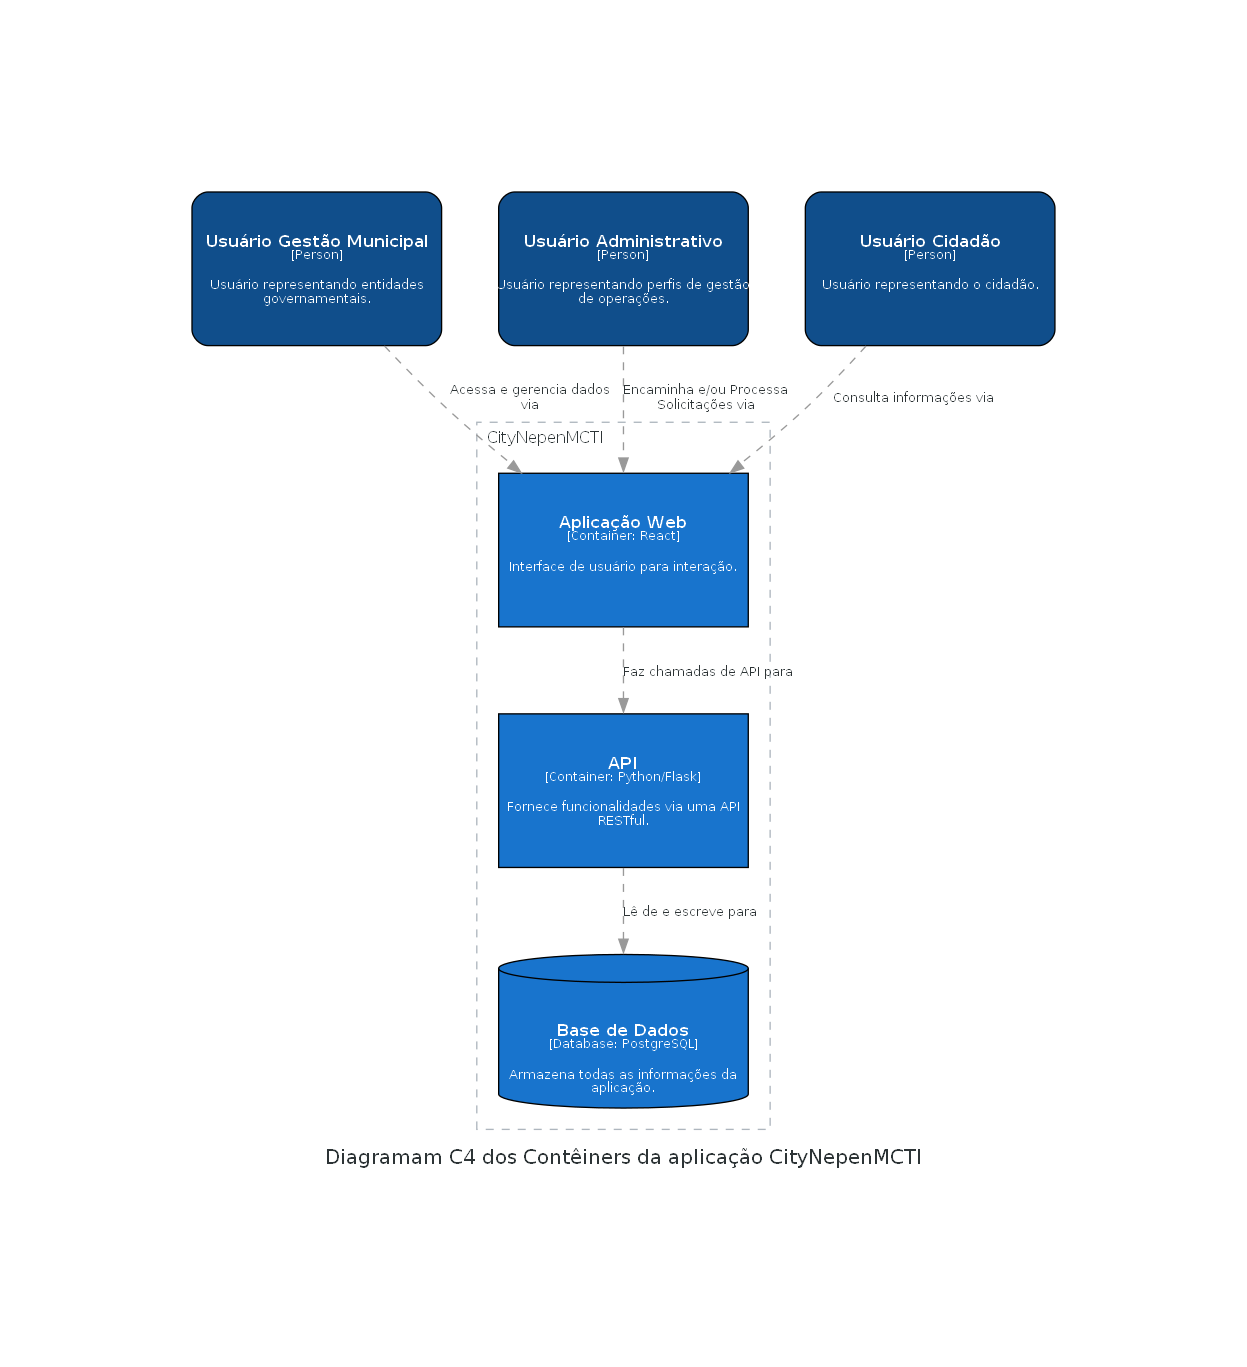 Usuário Gestão Municipal
[Person]
Usuário representando entidades
governamentais.
Usuário Administrativo
[Person]
Usuário representando perfis de gestão
de operações.
Usuário Cidadão
[Person]
Usuário representando o cidadão.
Acessa e gerencia dados
via
Encaminha e/ou Processa
Solicitações via
Consulta informações via
CityNepenMCTI
Aplicação Web
[Container: React]
Interface de usuário para interação.
Faz chamadas de API para
API
[Container: Python/Flask]
Fornece funcionalidades via uma API
RESTful.
Lê de e escreve para
Base de Dados
[Database: PostgreSQL]
Armazena todas as informações da
aplicação.
Diagramam C4 dos Contêiners da aplicação CityNepenMCTI